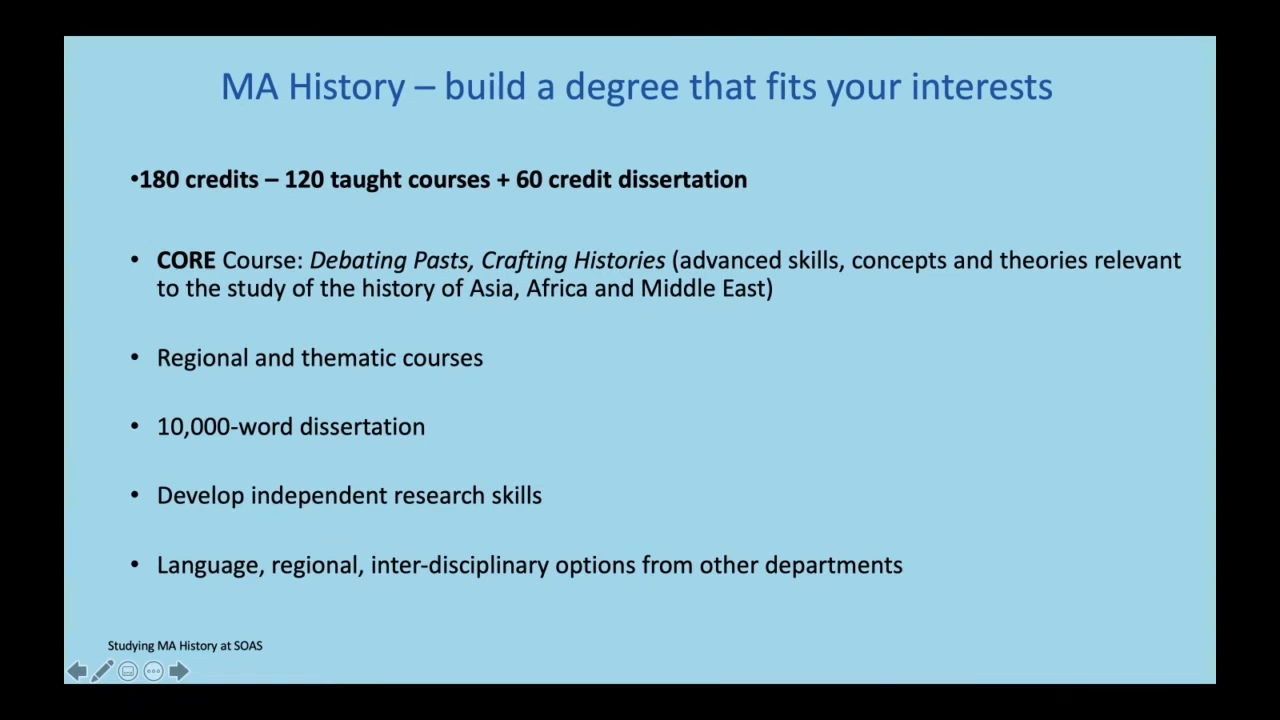 MA History – build a degree that fits your interests
•180 credits – 120 taught courses + 60 credit dissertation
• CORE Course: Debating Pasts, Crafting Histories (advanced skills, concepts and theories relevant
to the study of the history of Asia, Africa and Middle East)
• Regional and thematic courses
• 10,000-word dissertation
• Develop independent research skills
• Language, regional, inter-disciplinary options from other departments
Studying MA History at SOAS